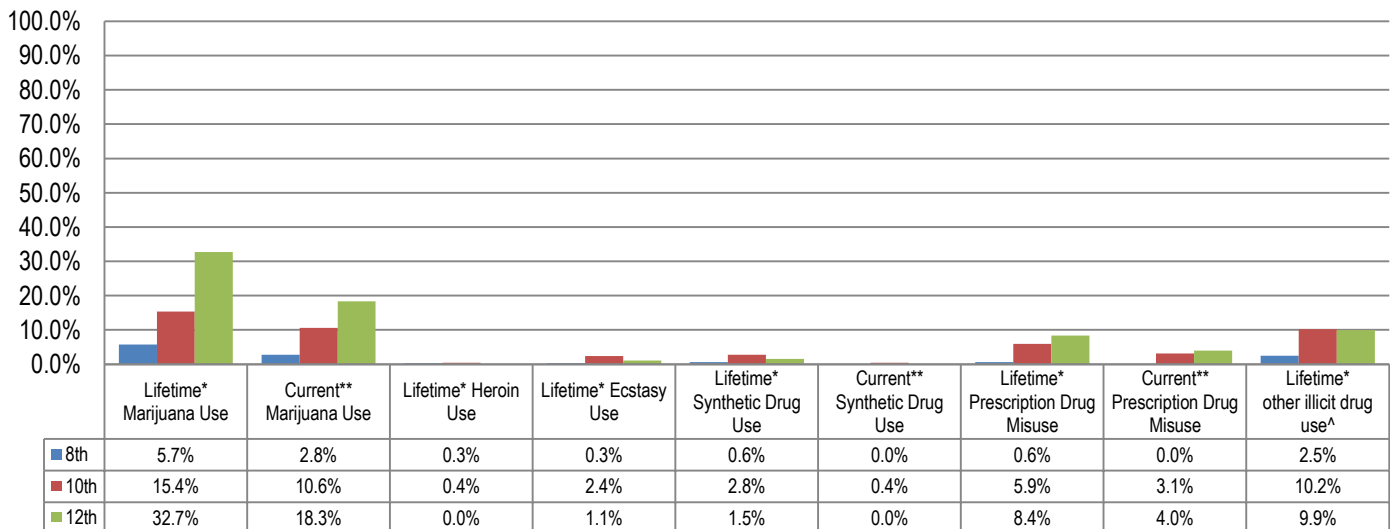 100.0%
90.0%
80.0%
70.0%
60.0%
50.0%
40.0%
30.0%
20.0%
10.0%
0.0%
Lifetime*
Marijuana Use
Current**
Marijuana Use
Lifetime* Heroin
Use
Lifetime* Ecstasy
Use
Lifetime*
Synthetic Drug
Use
Current**
Synthetic Drug
Use
Lifetime*
Prescription Drug
Misuse
Current**
Prescription Drug
Misuse
Lifetime*
other illicit drug
use^
8th 5.7% 2.8% 0.3% 0.3% 0.6% 0.0% 0.6% 0.0% 2.5%
10th 15.4% 10.6% 0.4% 2.4% 2.8% 0.4% 5.9% 3.1% 10.2%
12th 32.7% 18.3% 0.0% 1.1% 1.5% 0.0% 8.4% 4.0% 9.9%